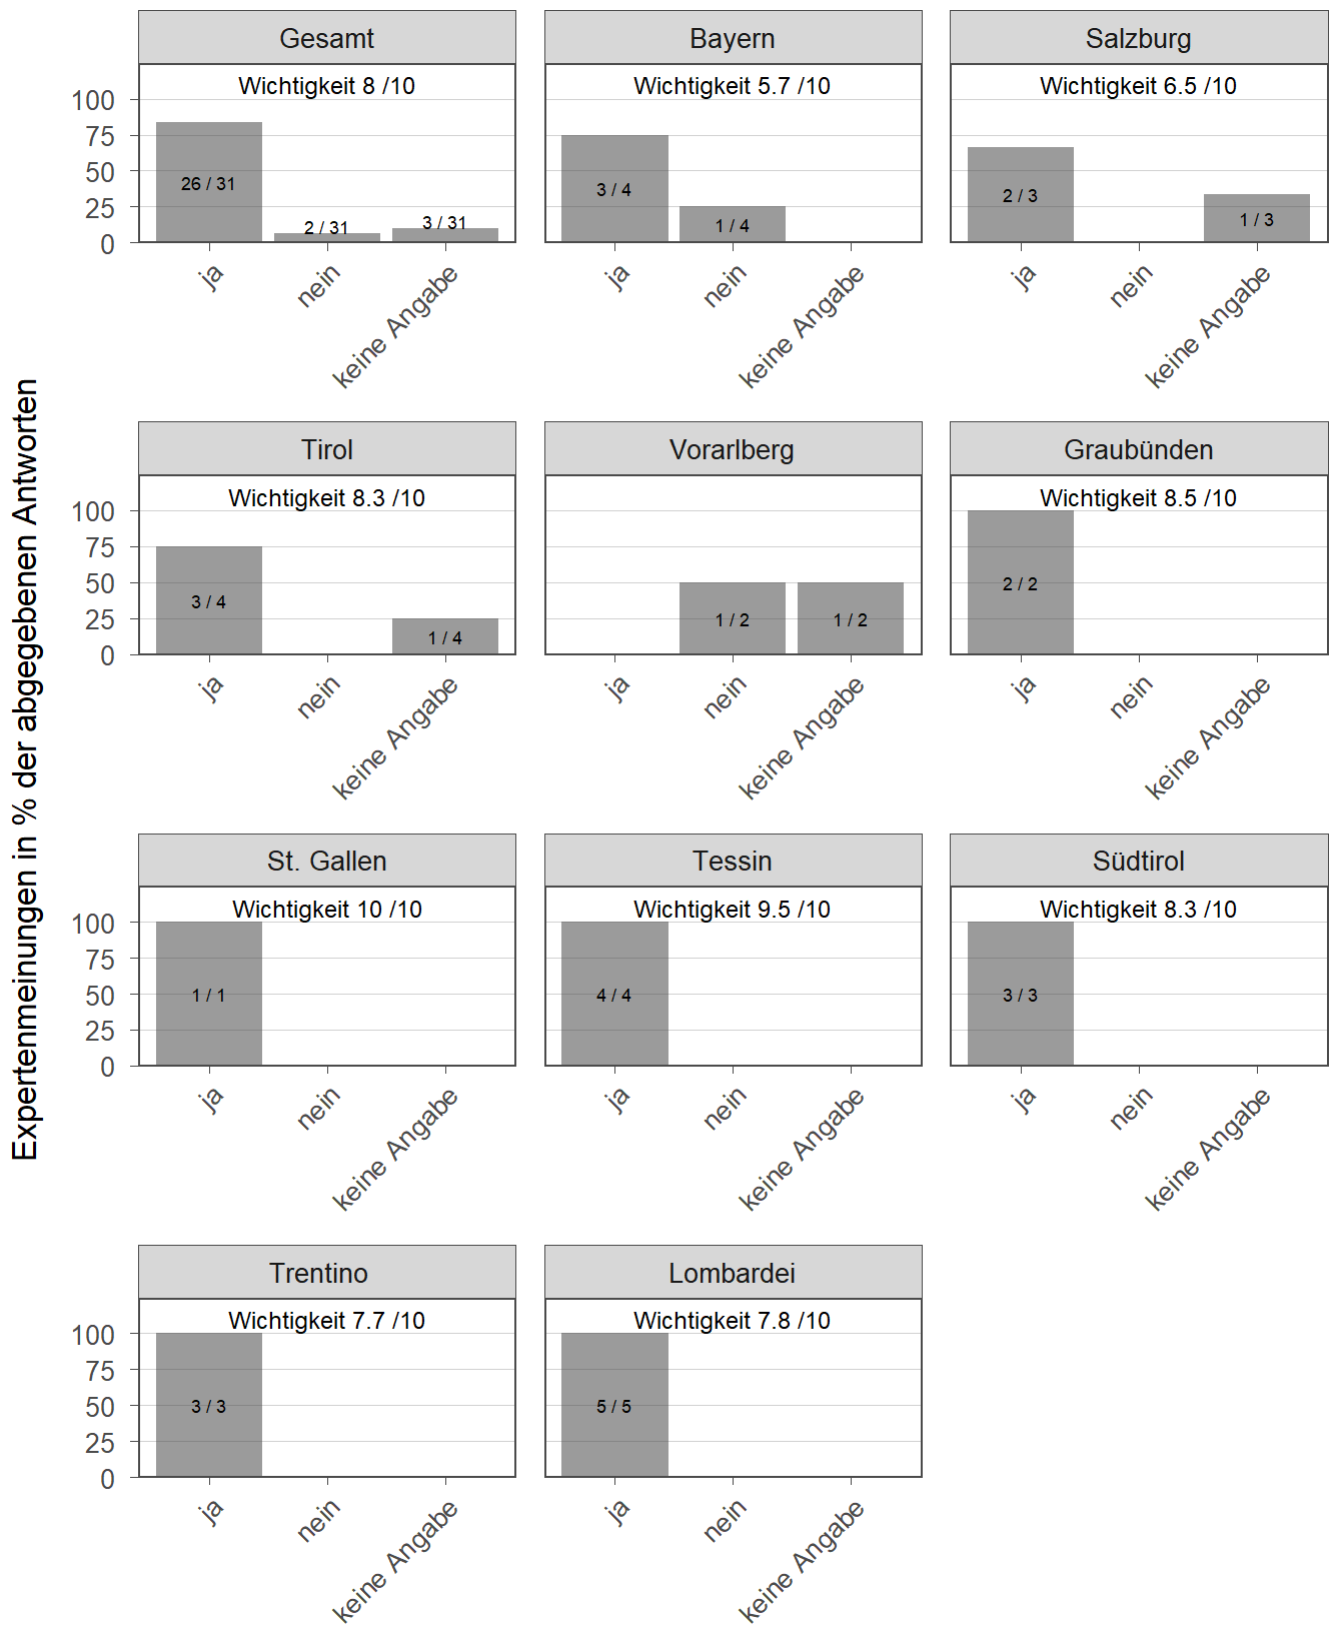 Expertenmeinungen in % der abgegebenen Antworten
Gesamt
Wichtigkeit 8 /10
100
75
50
25
0
26 / 31
2 / 31
3 / 31
ja
nein
keine Angabe
Bayern
Wichtigkeit 5.7 /10
3 / 4
1 / 4
ja
nein
keine Angabe
Salzburg
Wichtigkeit 6.5 /10
2 / 3
1 / 3
ja
nein
keine Angabe
Tirol
Wichtigkeit 8.3 /10
100
75
50
25
0
3 / 4
1 / 4
ja
nein
keine Angabe
Vorarlberg
1 / 2
1 / 2
ja
nein
keine Angabe
Graubünden
Wichtigkeit 8.5 /10
2 / 2
ja
nein
keine Angabe
St. Gallen
Wichtigkeit 10 /10
100
75
50
25
0
1 / 1
ja
nein
keine Angabe
Tessin
Wichtigkeit 9.5 /10
4 / 4
ja
nein
keine Angabe
Südtirol
Wichtigkeit 8.3 /10
3 / 3
ja
nein
keine Angabe
Trentino
Wichtigkeit 7.7 /10
100
75
50
25
0
3 / 3
ja
nein
keine Angabe
Lombardei
Wichtigkeit 7.8 /10
5 / 5
ja
nein
keine Angabe